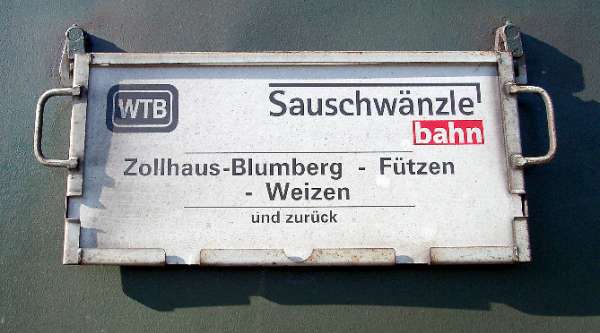 WTB
Sauschwänzle
bahn
Zollhaus-Blumberg - Fützen
- Weizen
und zurück